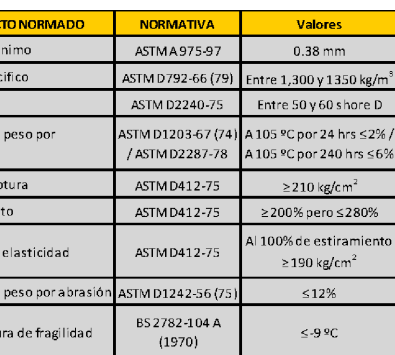 CTO NORMADO NORMATIVA Valores
nimo ASTM A 975-97 0.38 mm
cifico ASTM D792-66 (79) Entre 1,300 y 1350 kg/m³
ASTM D2240-75 Entre 50 y 60 shore D
peso por ASTM D1203-67 (74) / ASTM D2287-78 A 105 ºC por 24 hrs ≤2% / A 105 ºC por 240 hrs ≤6%
otura ASTM D412-75 ≥210 kg/cm²
to ASTM D412-75 ≥200% pero ≤280%
elasticidad ASTM D412-75 Al 100% de estiramiento ≥190 kg/cm²
peso por abrasión ASTM D1242-56 (75) ≤12%
ra de fragilidad BS 2782-104 A (1970) ≤-9 ºC